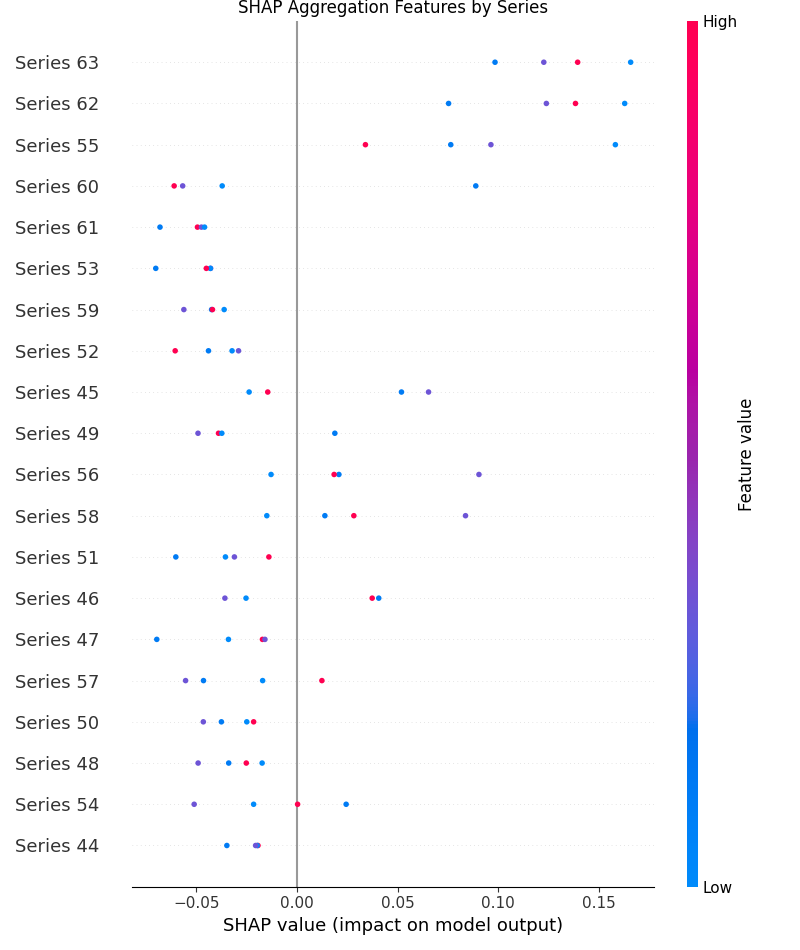 SHAP Aggregation Features by Series
High
Series 63
Series 62
Series 55
Series 60
Series 61
Series 53
Series 59
Series 52
Series 45
Series 49
Series 56
Series 58
Series 51
Series 46
Series 47
Series 57
Series 50
Series 48
Series 54
Series 44
Feature value
Low
−0.05 0.00 0.05 0.10 0.15
SHAP value (impact on model output)